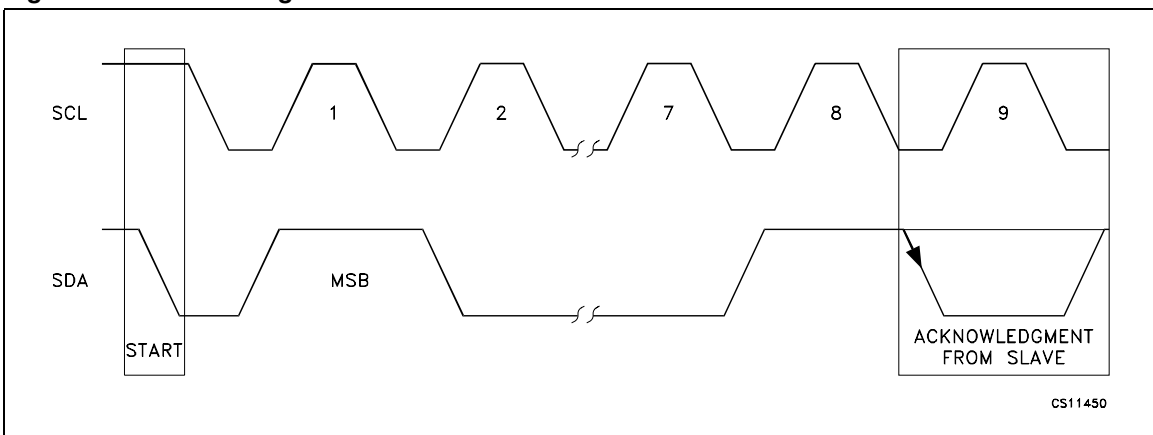 SCL
1
2
7
8
9
SDA
MSB
START
ACKNOWLEDGMENT
FROM SLAVE
CS11450